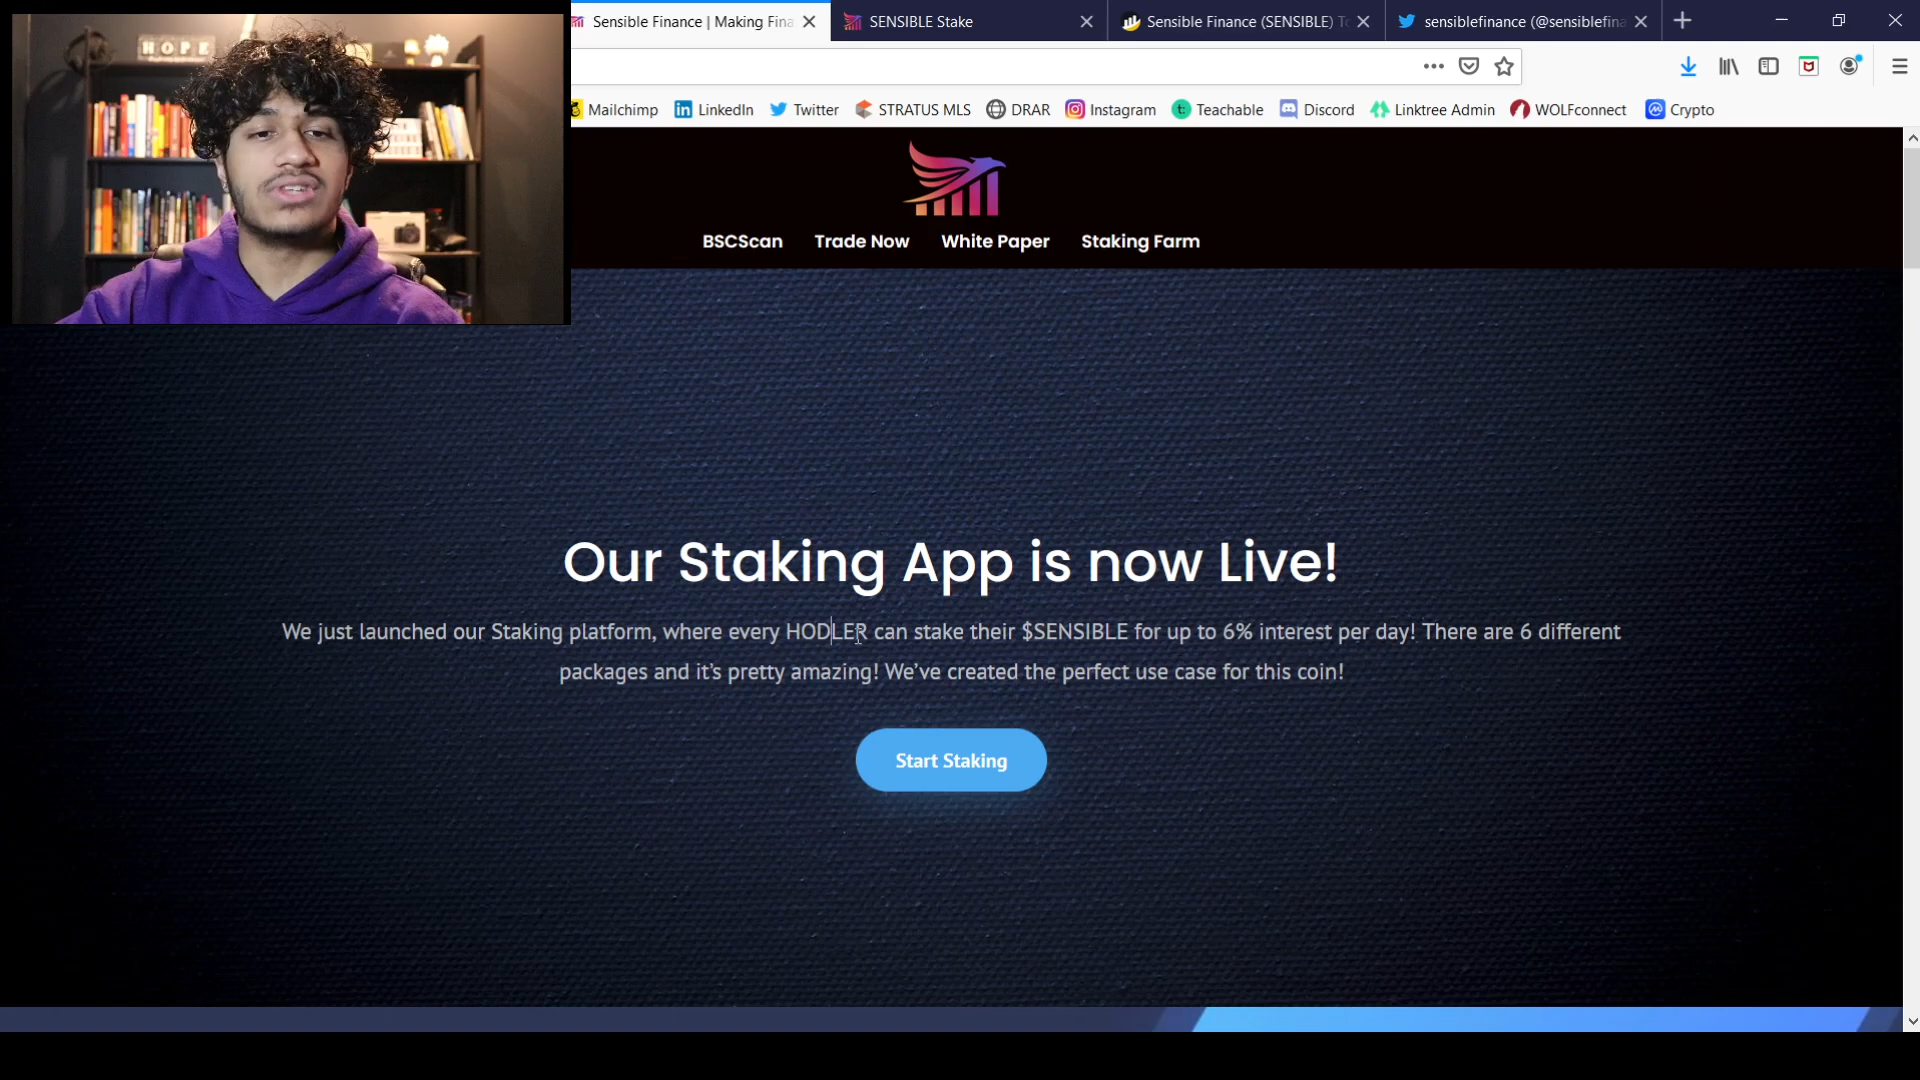 Sensible Finance | Making Fina
SENSIBLE Stake
Sensible Finance (SENSIBLE) To
sensiblefinance (@sensiblefina
Mailchimp
LinkedIn
Twitter
STRATUS MLS
DRAR
Instagram
Teachable
Discord
Linktree Admin
WOLFconnect
Crypto
HOPE
BSCScan
Trade Now
White Paper
Staking Farm
Our Staking App is now Live!
We just launched our Staking platform, where every HODLER can stake their $SENSIBLE for up to 6% interest per day! There are 6 different
packages and it's pretty amazing! We've created the perfect use case for this coin!
Start Staking